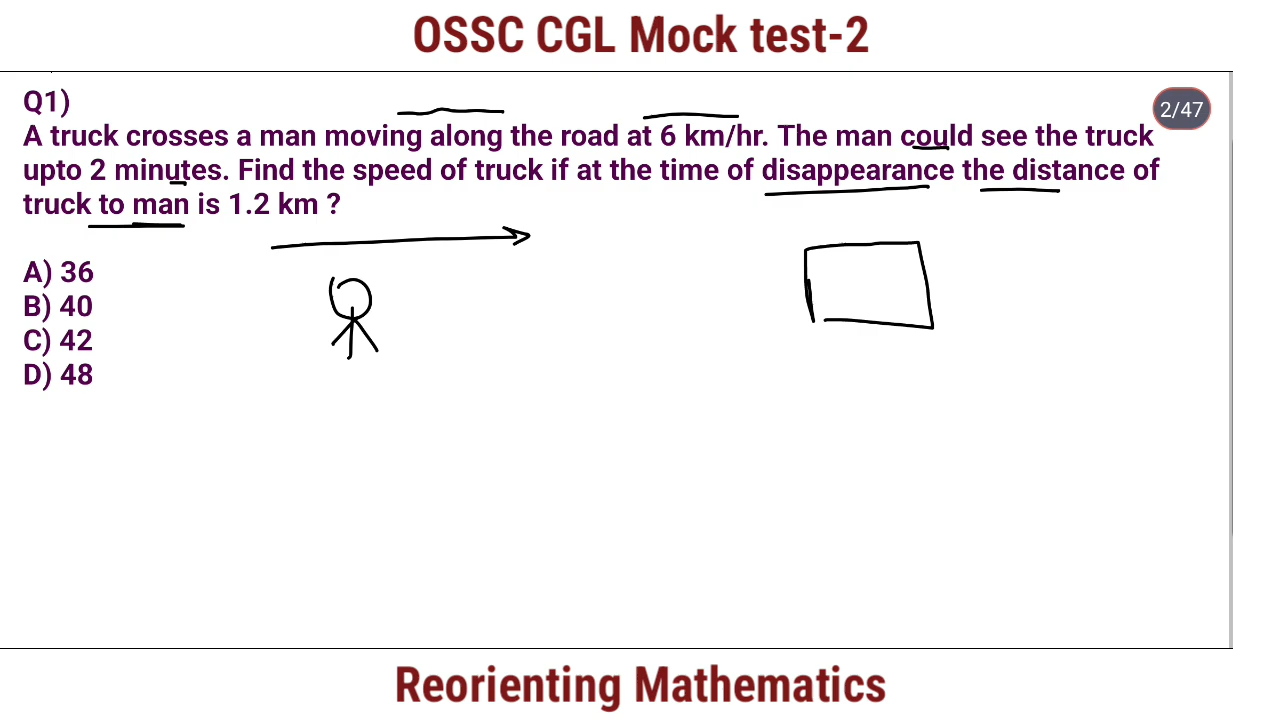 OSSC CGL Mock test-2
Q1)
2/47
A truck crosses a man moving along the road at 6 km/hr. The man could see the truck
upto 2 minutes. Find the speed of truck if at the time of disappearance the distance of
truck to man is 1.2 km ?
A) 36
B) 40
C) 42
D) 48
Reorienting Mathematics